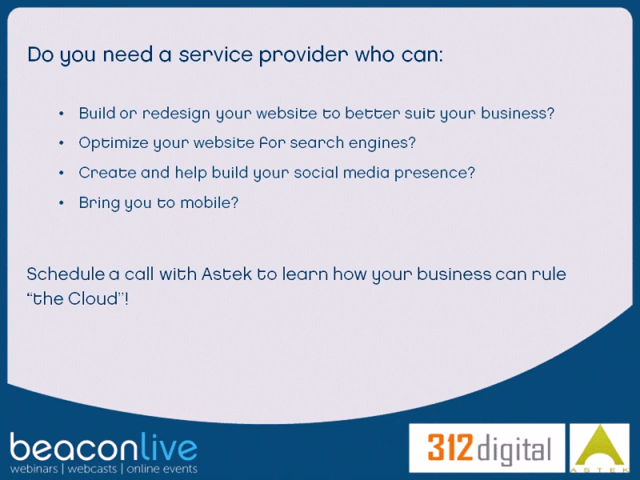 Do you need a service provider who can:
• Build or redesign your website to better suit your business?
• Optimize your website for search engines?
• Create and help build your social media presence?
• Bring you to mobile?
Schedule a call with Astek to learn how your business can rule
“the Cloud”!
beaconlive
webinars | webcasts | online events
312 digital
ASTEK